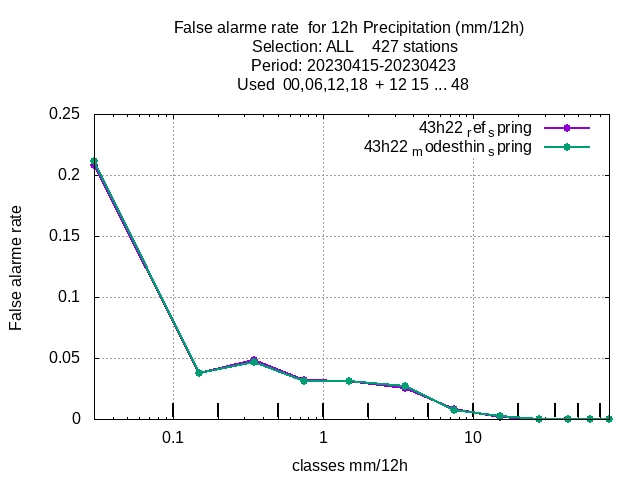 False alarme rate  for 12h Precipitation (mm/12h)
Selection: ALL    427 stations
Period: 20230415-20230423
Used  00,06,12,18  + 12 15 ... 48
0.25
43h22 ref spring
43h22 modesthin spring
0.2
0.15
0.1
0.05
0
False alarme rate
0.1
1
10
classes mm/12h